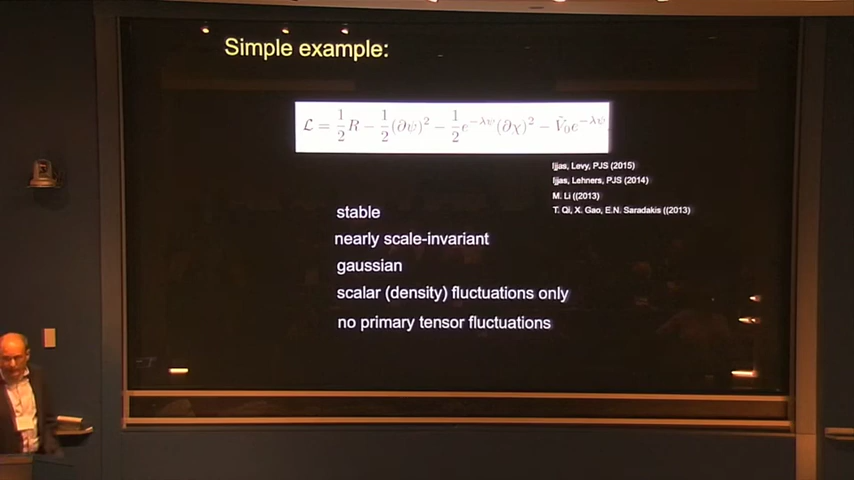 Simple example:
ℒ = 1/2 R − 1/2 (∂ψ)² − 1/2 e^{−λψ} (∂χ)² − Ṽ₀e^{−λψ}
Ijjas, Levy, PJS (2015)
Ijjas, Lehners, PJS (2014)
M. Li ((2013)
T. Qi, X. Gao, E.N. Saradakis ((2013)
stable
nearly scale-invariant
gaussian
scalar (density) fluctuations only
no primary tensor fluctuations